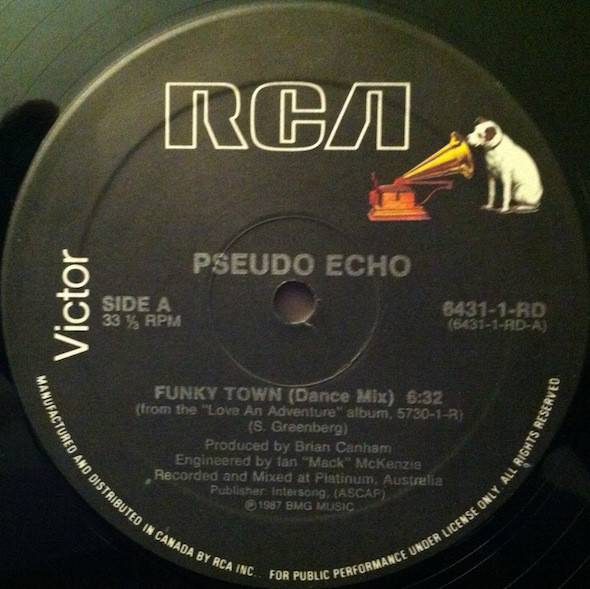 RCA
Victor
PSEUDO ECHO
SIDE A
33 ⅓ RPM
6431-1-RD
(6431-1-RD-A)
FUNKY TOWN (Dance Mix) 6:32
(from the "Love An Adventure" album, 5730-1-R)
(S. Greenberg)
Produced by Brian Canham
Engineered by Ian "Mack" McKenzie
Recorded and Mixed at Platinum, Australia
Publisher: Intersong, (ASCAP)
℗1987 BMG MUSIC
MANUFACTURED AND DISTRIBUTED IN CANADA BY RCA INC.. FOR PUBLIC PERFORMANCE UNDER LICENSE ONLY. ALL RIGHTS RESERVED